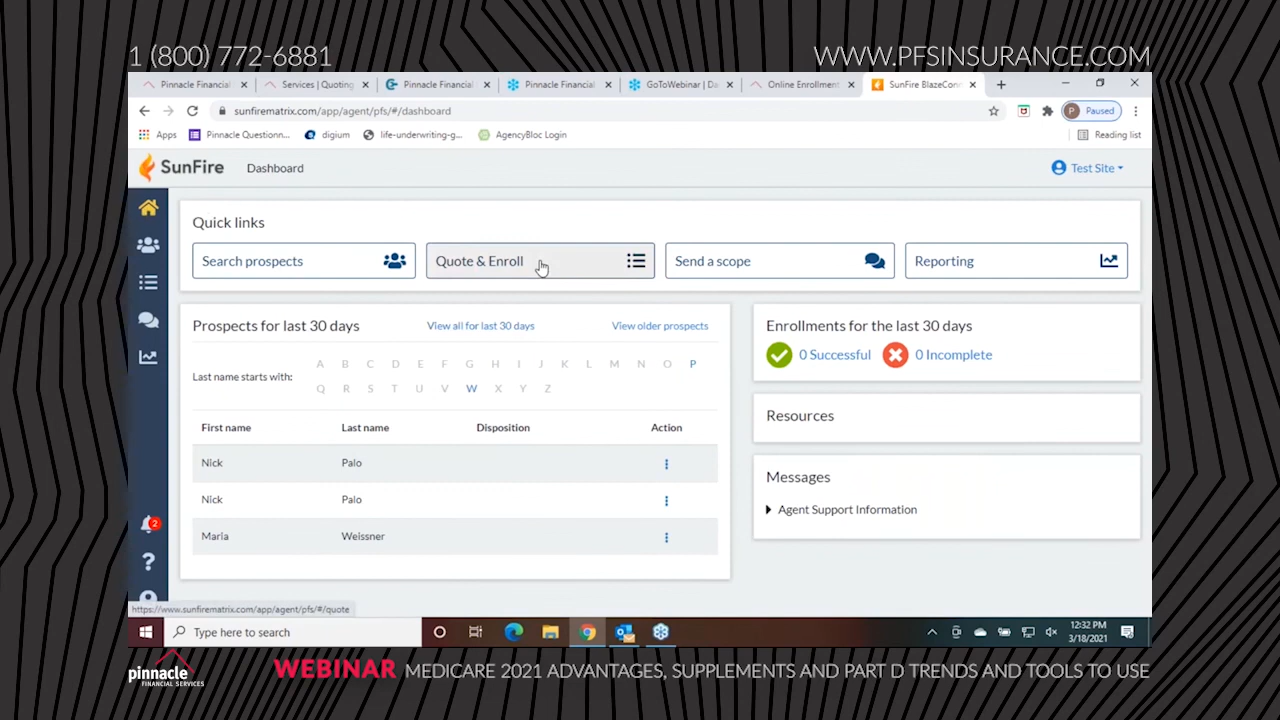 1 (800) 772-6881
WWW.PFSINSURANCE.COM
Pinnacle Financial
Services | Quoting
Pinnacle Financial
Pinnacle Financial
GoToWebinar | Da
Online Enrollment
SunFire BlazeConn
sunfirematrix.com/app/agent/pfs/#/dashboard
P Paused
Apps
Pinnacle Questionn...
digium
life-underwriting-g...
AgencyBloc Login
Reading list
SunFire
Dashboard
Test Site
Quick links
Search prospects
Quote & Enroll
Send a scope
Reporting
Prospects for last 30 days
View all for last 30 days
View older prospects
Last name starts with:
A B C D E F G H I J K L M N O P
Q R S T U V W X Y Z
First name Last name Disposition Action
Nick Palo
Nick Palo
Maria Weissner
Enrollments for the last 30 days
0 Successful
0 Incomplete
Resources
Messages
Agent Support Information
2
?
https://www.sunfirematrix.com/app/agent/pfs/#/quote
Type here to search
12:32 PM
3/18/2021
pinnacle
FINANCIAL SERVICES
WEBINAR MEDICARE 2021 ADVANTAGES, SUPPLEMENTS AND PART D TRENDS AND TOOLS TO USE